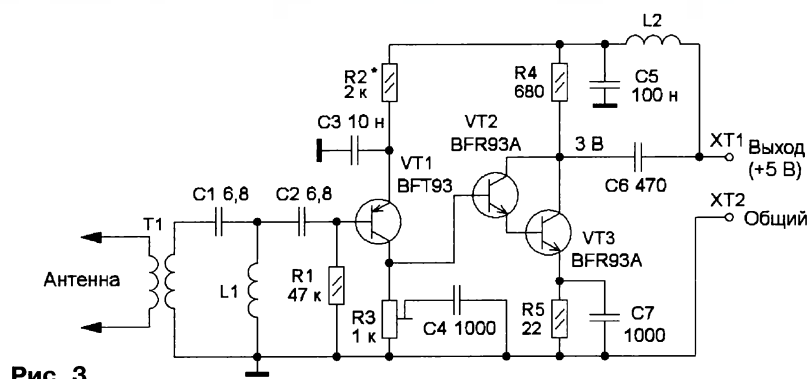 L2
R2*
2 к
R4
680
C5
100 н
C3 10 н
VT2
BFR93A
VT1
BFT93
3 В
XT1
Выход
(+5 В)
C6 470
C1 6,8
C2 6,8
T1
XT2
Общий
VT3
BFR93A
Антенна
L1
R1
47 к
R3
1 к
C4 1000
R5
22
C7
1000
Рис. 3